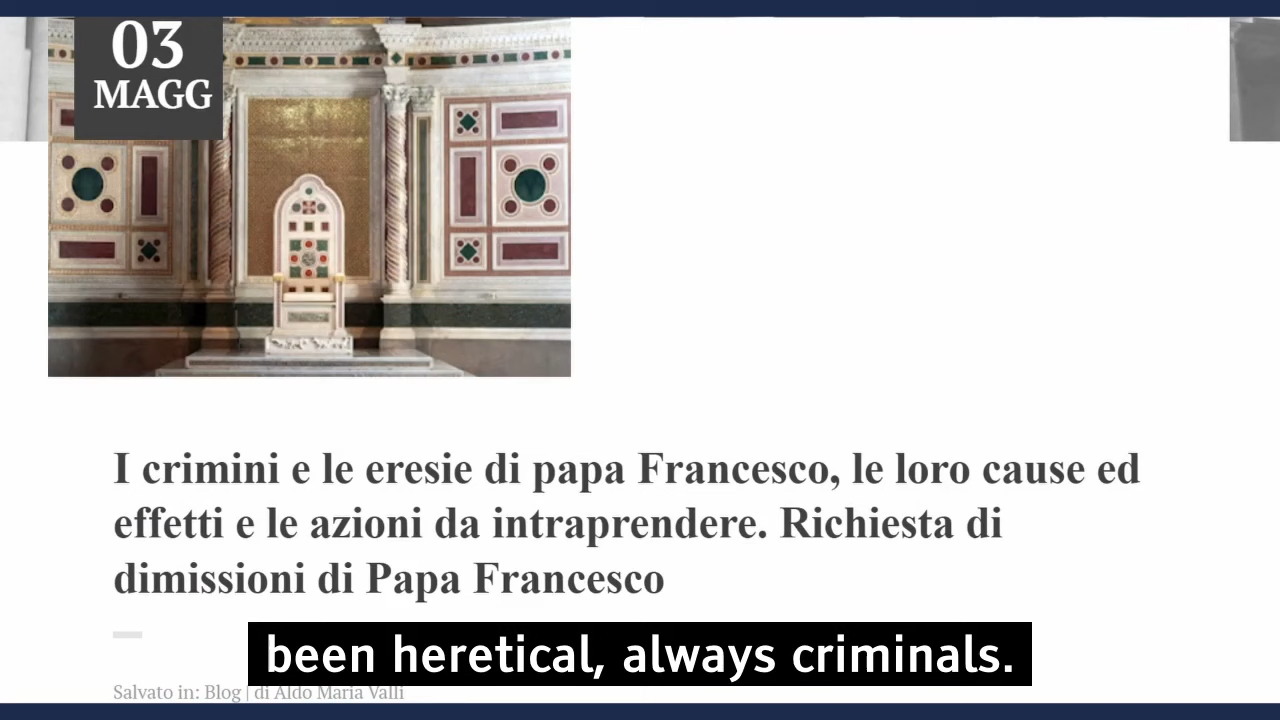 03
MAGG
I crimini e le eresie di papa Francesco, le loro cause ed
effetti e le azioni da intraprendere. Richiesta di
dimissioni di Papa Francesco
been heretical, always criminals.
Salvato in: Blog | di Aldo Maria Valli